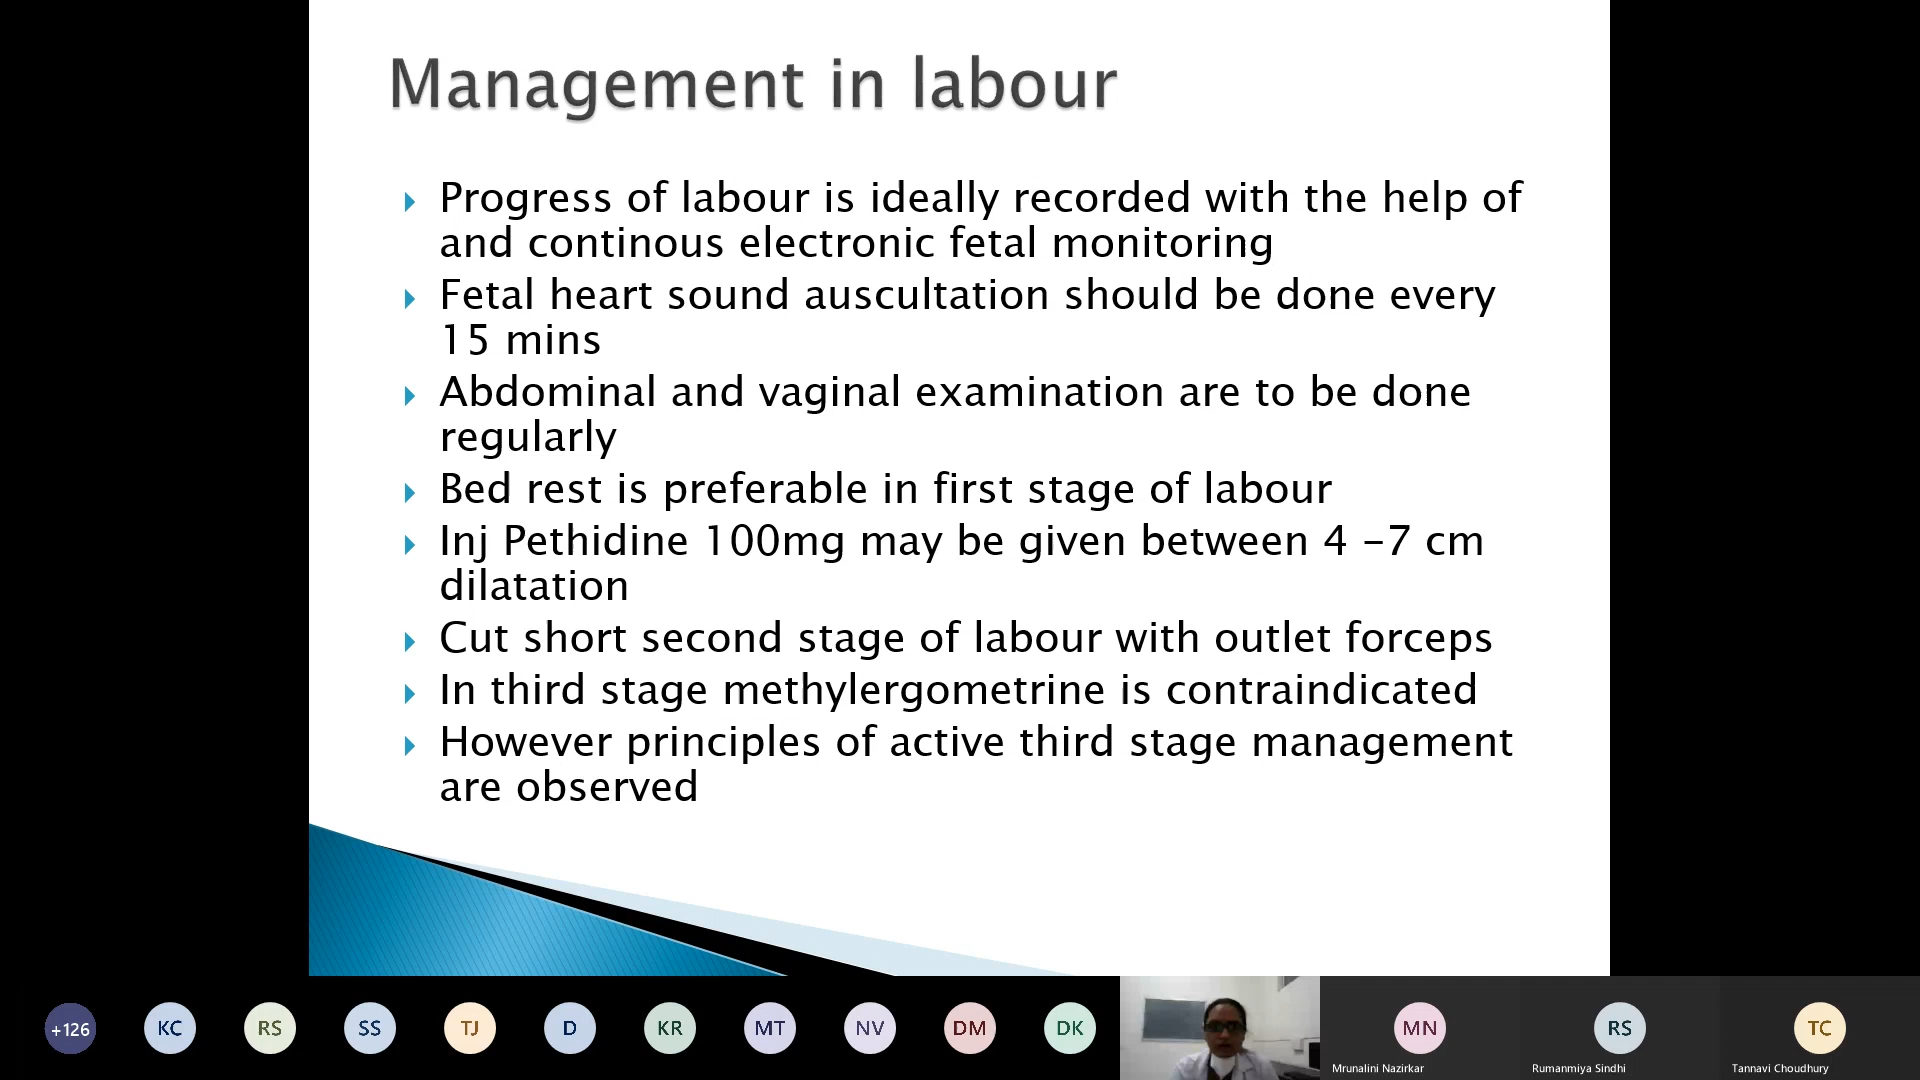 Management in labour
Progress of labour is ideally recorded with the help of
and continous electronic fetal monitoring
Fetal heart sound auscultation should be done every
15 mins
Abdominal and vaginal examination are to be done
regularly
Bed rest is preferable in first stage of labour
Inj Pethidine 100mg may be given between 4 -7 cm
dilatation
Cut short second stage of labour with outlet forceps
In third stage methylergometrine is contraindicated
However principles of active third stage management
are observed
+126 KC RS SS TJ D KR MT NV DM DK MN RS TC
Mrunalini Nazirkar Rumanmiya Sindhi Tannavi Choudhury